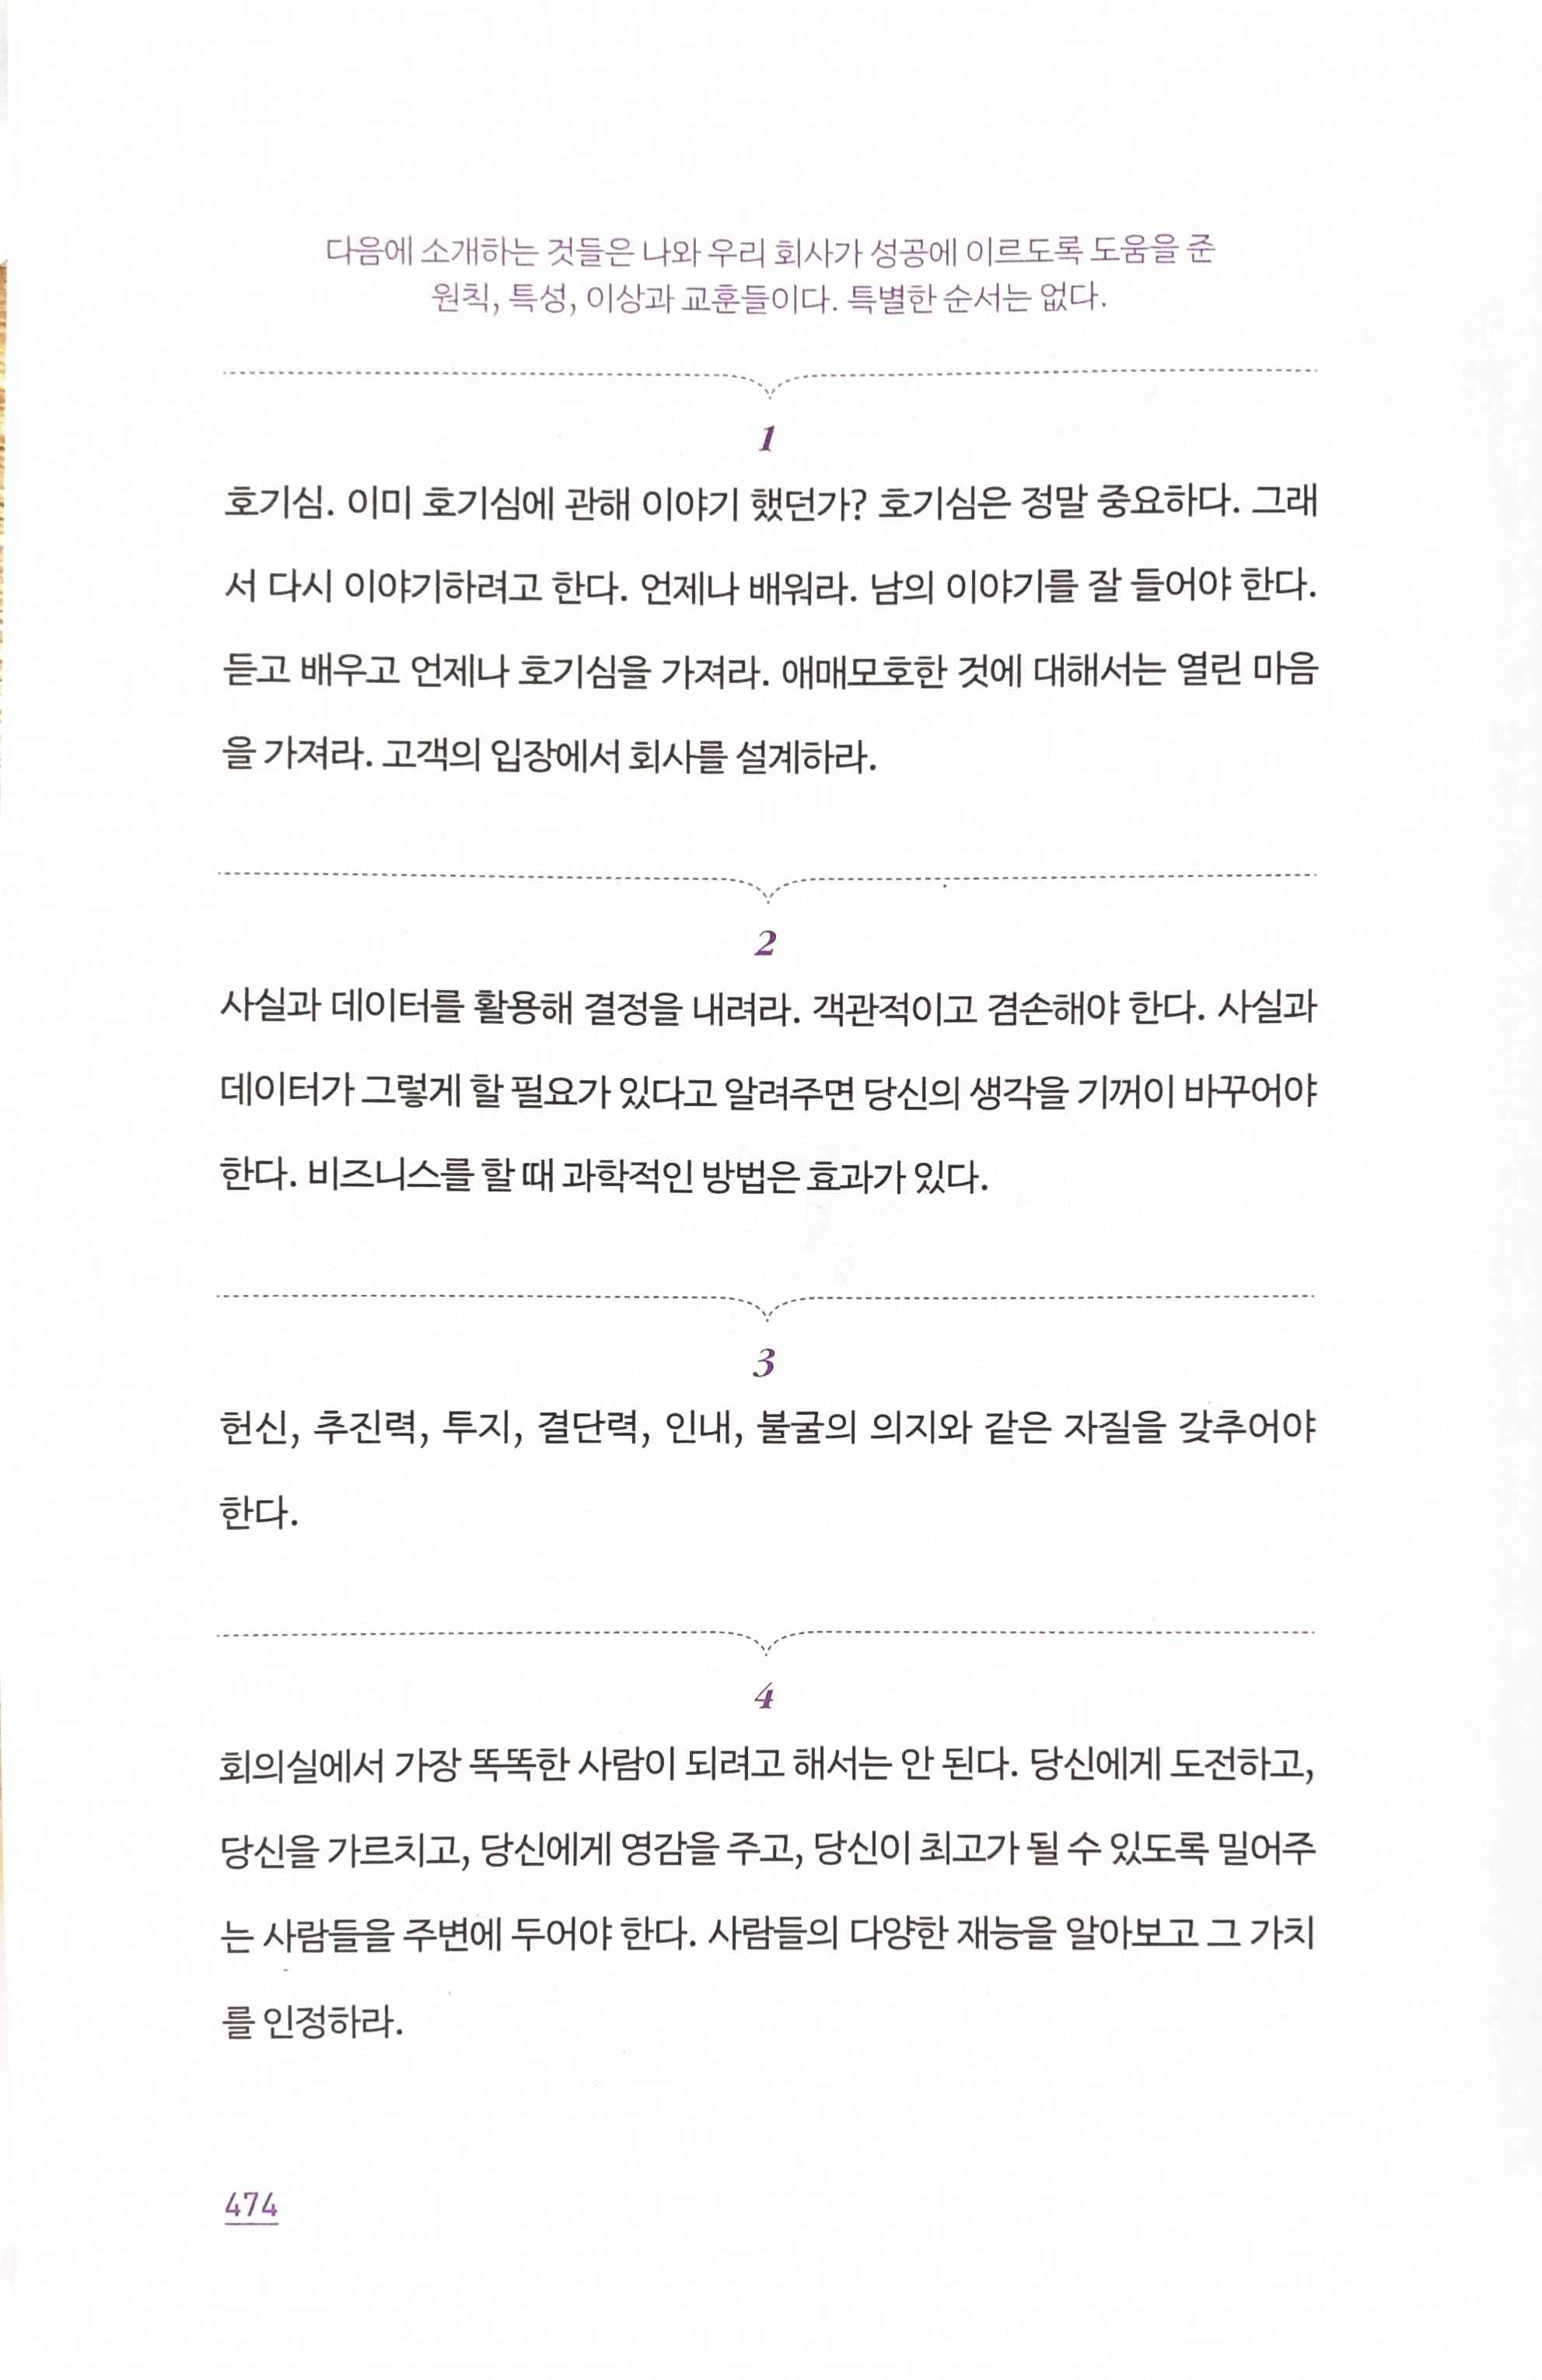 다음에 소개하는 것들은 나와 우리 회사가 성공에 이르도록 도움을 준
원칙, 특성, 이상과 교훈들이다. 특별한 순서는 없다.
1
호기심. 이미 호기심에 관해 이야기 했던가? 호기심은 정말 중요하다. 그래
서 다시 이야기하려고 한다. 언제나 배워라. 남의 이야기를 잘 들어야 한다.
듣고 배우고 언제나 호기심을 가져라. 애매모호한 것에 대해서는 열린 마음
을 가져라. 고객의 입장에서 회사를 설계하라.
2
사실과 데이터를 활용해 결정을 내려라. 객관적이고 겸손해야 한다. 사실과
데이터가 그렇게 할 필요가 있다고 알려주면 당신의 생각을 기꺼이 바꾸어야
한다. 비즈니스를 할 때 과학적인 방법은 효과가 있다.
3
헌신, 추진력, 투지, 결단력, 인내, 불굴의 의지와 같은 자질을 갖추어야
한다.
4
회의실에서 가장 똑똑한 사람이 되려고 해서는 안 된다. 당신에게 도전하고,
당신을 가르치고, 당신에게 영감을 주고, 당신이 최고가 될 수 있도록 밀어주
는 사람들을 주변에 두어야 한다. 사람들의 다양한 재능을 알아보고 그 가치
를 인정하라.
474